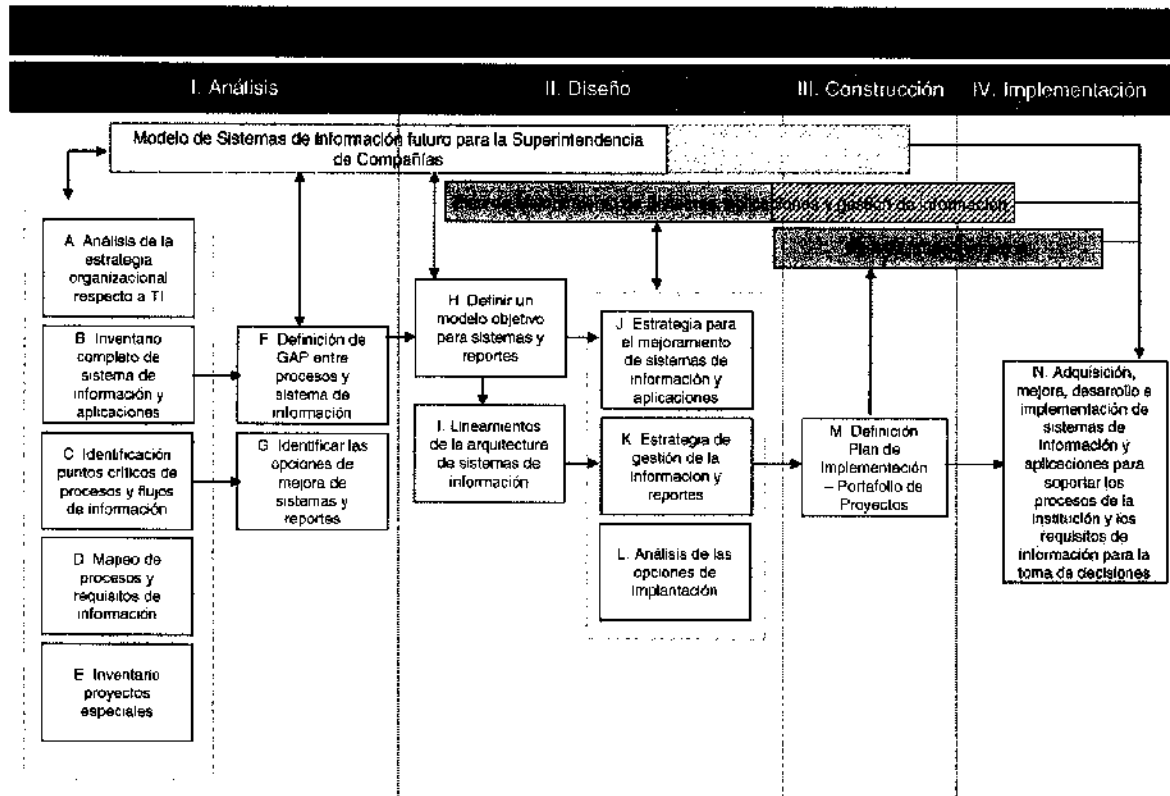 I. Análisis
II. Diseño
III. Construcción
IV. Implementación
Modelo de Sistemas de Información futuro para la Superintendencia
de Compañías
aplicaciones y gestión de información
A Análisis de la
estrategia
organizacional
respecto a TI
B Inventario
completo de
sistema de
información y
aplicaciones
C Identificación
puntos críticos de
procesos y flujos
de información
D Mapeo de
procesos y
requisitos de
información
E Inventario
proyectos
especiales
F Definición de
GAP entre
procesos y
sistema de
información
G Identificar las
opciones de
mejora de
sistemas y
reportes
H Definir un
modelo objetivo
para sistemas y
reportes
I. Lineamientos
de la arquitectura
de sistemas de
información
J Estrategia para
el mejoramiento
de sistemas de
información y
aplicaciones
K Estrategia de
gestión de la
informacion y
reportes
L. Análisis de las
opciones de
implantación
M Definición
Plan de
Implementación
– Portafolio de
Proyectos
N. Adquisición,
mejora, desarrollo e
implementación de
sistemas de
información y
aplicaciones para
soportar los
procesos de la
institución y los
requisitos de
información para la
toma de decisiones